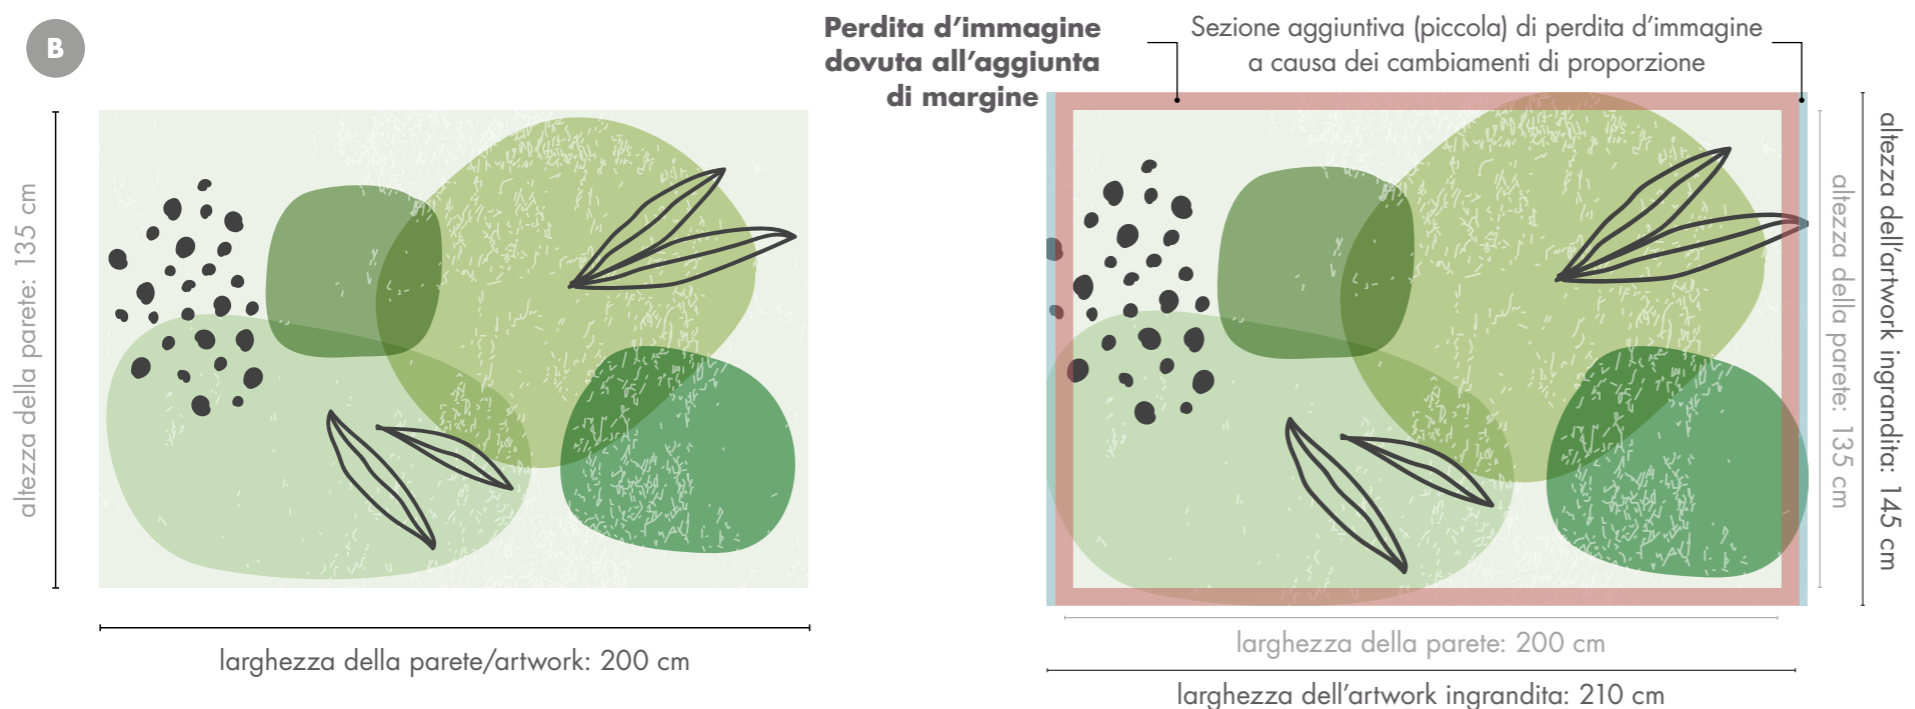 B
Perdita d’immagine
dovuta all’aggiunta
di margine
Sezione aggiuntiva (piccola) di perdita d’immagine
a causa dei cambiamenti di proporzione
altezza della parete: 135 cm
larghezza della parete/artwork: 200 cm
altezza della parete: 135 cm
altezza dell’artwork ingrandita: 145 cm
larghezza della parete: 200 cm
larghezza dell’artwork ingrandita: 210 cm